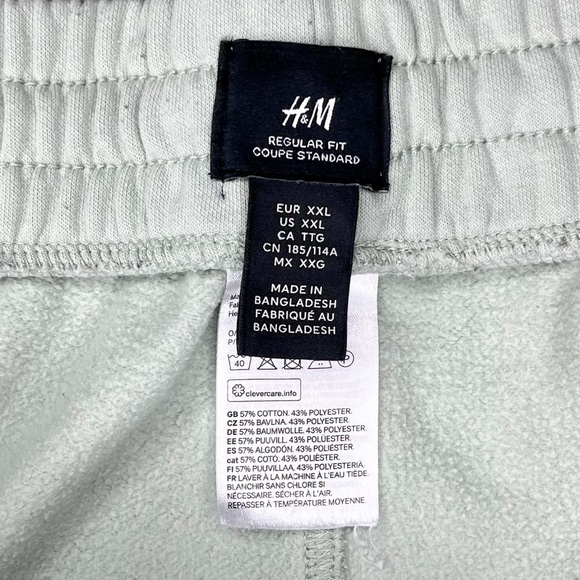 H&M
REGULAR FIT
COUPE STANDARD
EUR XXL
US XXL
CA TTG
CN 185/114A
MX XXG
MADE IN
BANGLADESH
FABRIQUÉ AU
BANGLADESH
40
P
clevercare.info
GB 57% COTTON. 43% POLYESTER.
CZ 57% BAVLNA. 43% POLYESTER.
DE 57% BAUMWOLLE. 43% POLYESTER.
EE 57% PUUVILL. 43% POLÜESTER.
ES 57% ALGODÓN. 43% POLIÉSTER.
cat 57% COTÓ. 43% POLIÈSTER.
FI 57% PUUVILLAA. 43% POLYESTERIÄ.
FR LAVER À LA MACHINE À L'EAU TIÈDE.
BLANCHIR SANS CHLORE SI
NÉCESSAIRE. SÉCHER À L'AIR.
REPASSER À TEMPÉRATURE MOYENNE.